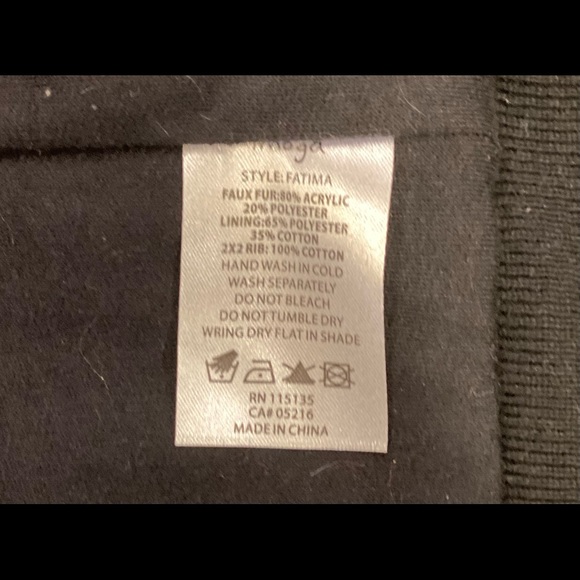 STYLE: FATIMA
FAUX FUR:80% ACRYLIC
20% POLYESTER
LINING:65% POLYESTER
35% COTTON
2X2 RIB: 100% COTTON
HAND WASH IN COLD
WASH SEPARATELY
DO NOT BLEACH
DO NOT TUMBLE DRY
WRING DRY FLAT IN SHADE
RN 115135
CA# 05216
MADE IN CHINA